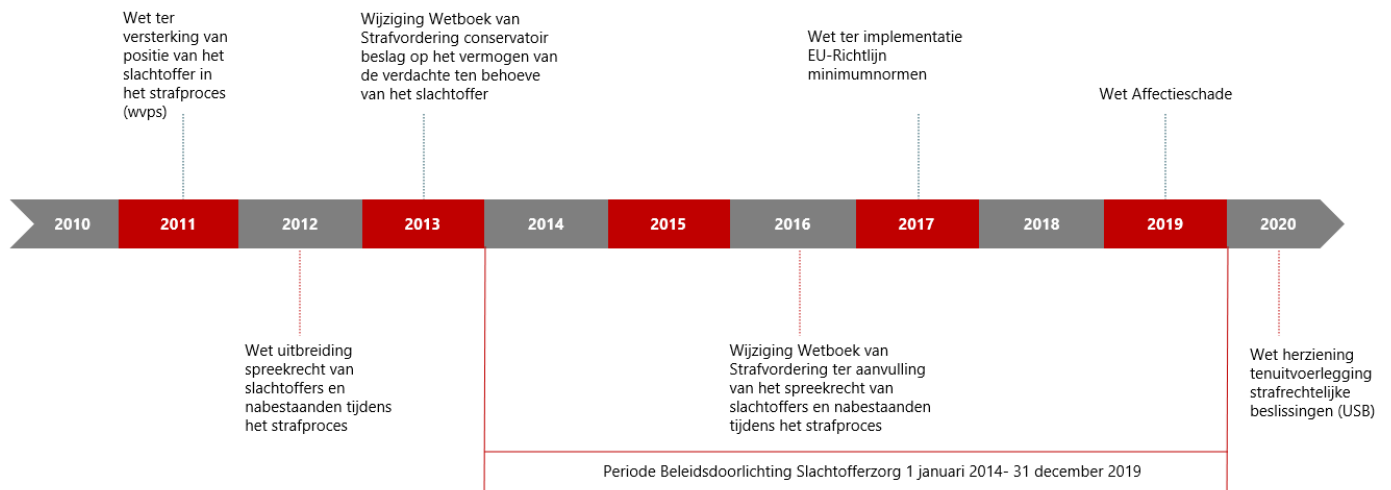 Wet ter
versterking van
positie van het
slachtoffer in
het strafproces
(wvps)
Wijziging Wetboek van
Strafvordering conservatoir
beslag op het vermogen van
de verdachte ten behoeve
van het slachtoffer
Wet ter implementatie
EU-Richtlijn
minimumnormen
Wet Affectieschade
2010 2011 2012 2013 2014 2015 2016 2017 2018 2019 2020
Wet uitbreiding
spreekrecht van
slachtoffers en
nabestaanden tijdens
het strafproces
Wijziging Wetboek van
Strafvordering ter aanvulling
van het spreekrecht van
slachtoffers en nabestaanden
tijdens het strafproces
Wet herziening
tenuitvoerlegging
strafrechtelijke
beslissingen (USB)
Periode Beleidsdoorlichting Slachtofferzorg 1 januari 2014- 31 december 2019